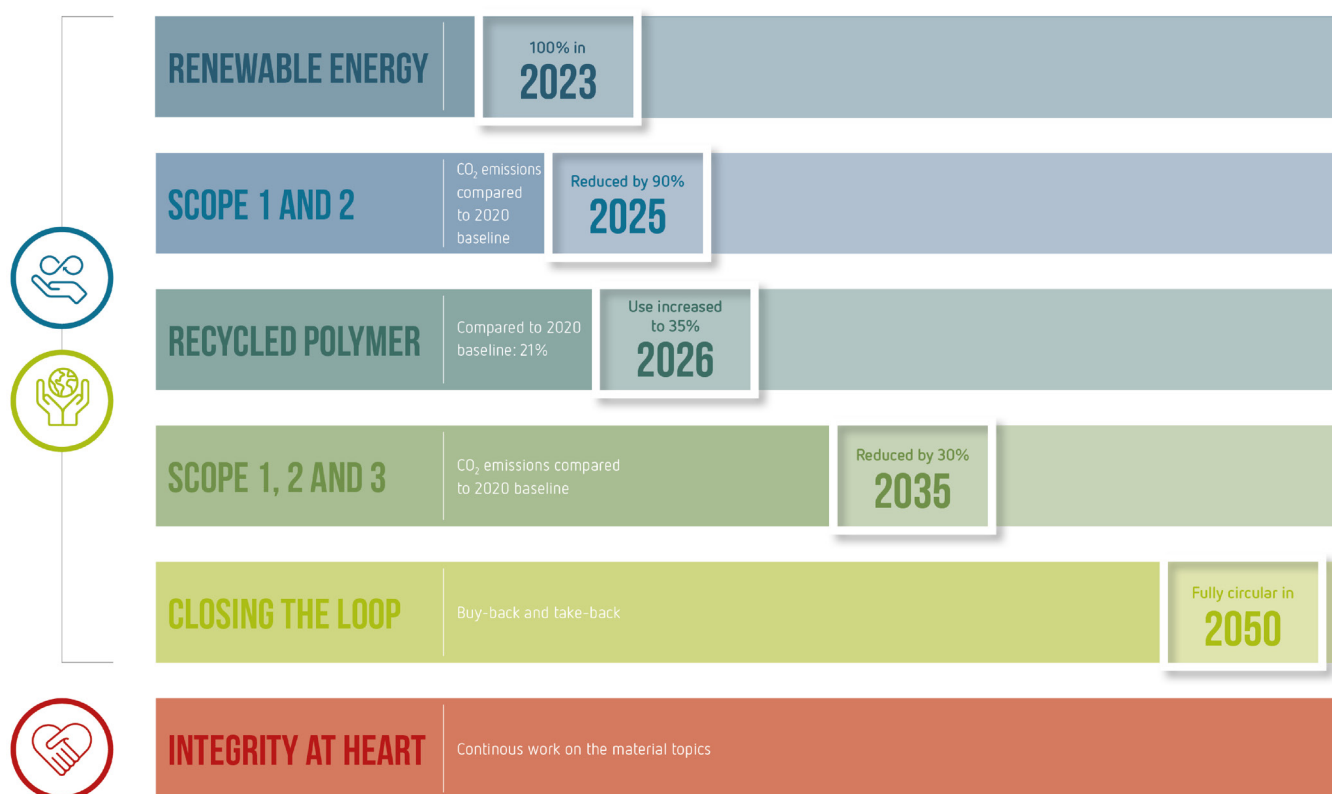 RENEWABLE ENERGY
100% in
2023
SCOPE 1 AND 2
CO₂ emissions
compared
to 2020
baseline
Reduced by 90%
2025
RECYCLED POLYMER
Compared to 2020
baseline: 21%
Use increased
to 35%
2026
SCOPE 1, 2 AND 3
CO₂ emissions compared
to 2020 baseline
Reduced by 30%
2035
CLOSING THE LOOP
Buy-back and take-back
Fully circular in
2050
INTEGRITY AT HEART
Continous work on the material topics